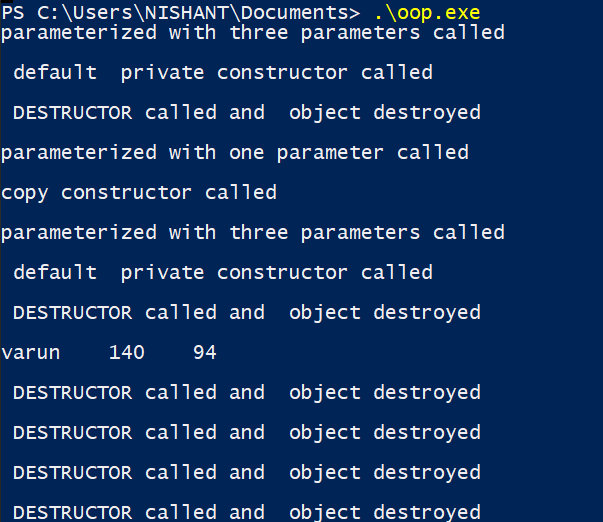 PS C:\Users\NISHANT\Documents> .\oop.exe
parameterized with three parameters called
 default  private constructor called
 DESTRUCTOR called and  object destroyed
parameterized with one parameter called
copy constructor called
parameterized with three parameters called
 default  private constructor called
 DESTRUCTOR called and  object destroyed
varun    140    94
 DESTRUCTOR called and  object destroyed
 DESTRUCTOR called and  object destroyed
 DESTRUCTOR called and  object destroyed
 DESTRUCTOR called and  object destroyed